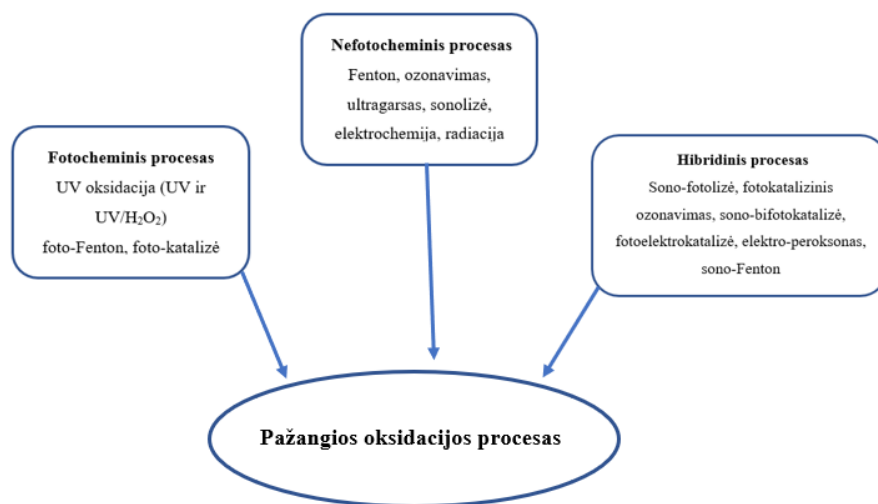 Nefotocheminis procesas
Fenton, ozonavimas,
ultragarsas, sonolizė,
elektrochemija, radiacija
Fotocheminis procesas
UV oksidacija (UV ir
UV/H₂O₂)
foto-Fenton, foto-katalizė
Hibridinis procesas
Sono-fotolizė, fotokatalizinis
ozonavimas, sono-bifotokatalizė,
fotoelektrokatalizė, elektro-peroksonas,
sono-Fenton
Pažangios oksidacijos procesas